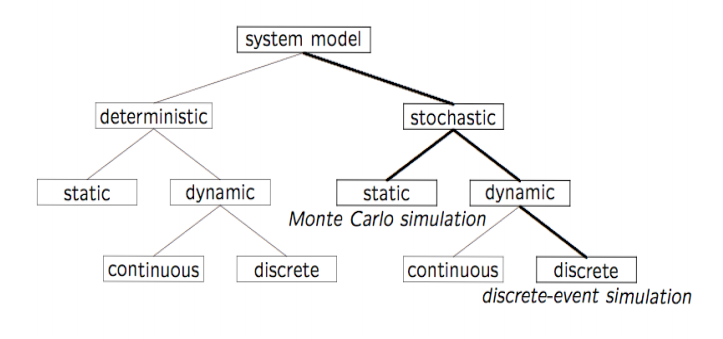 system model
deterministic
stochastic
static
dynamic
static
dynamic
Monte Carlo simulation
continuous
discrete
continuous
discrete
discrete-event simulation